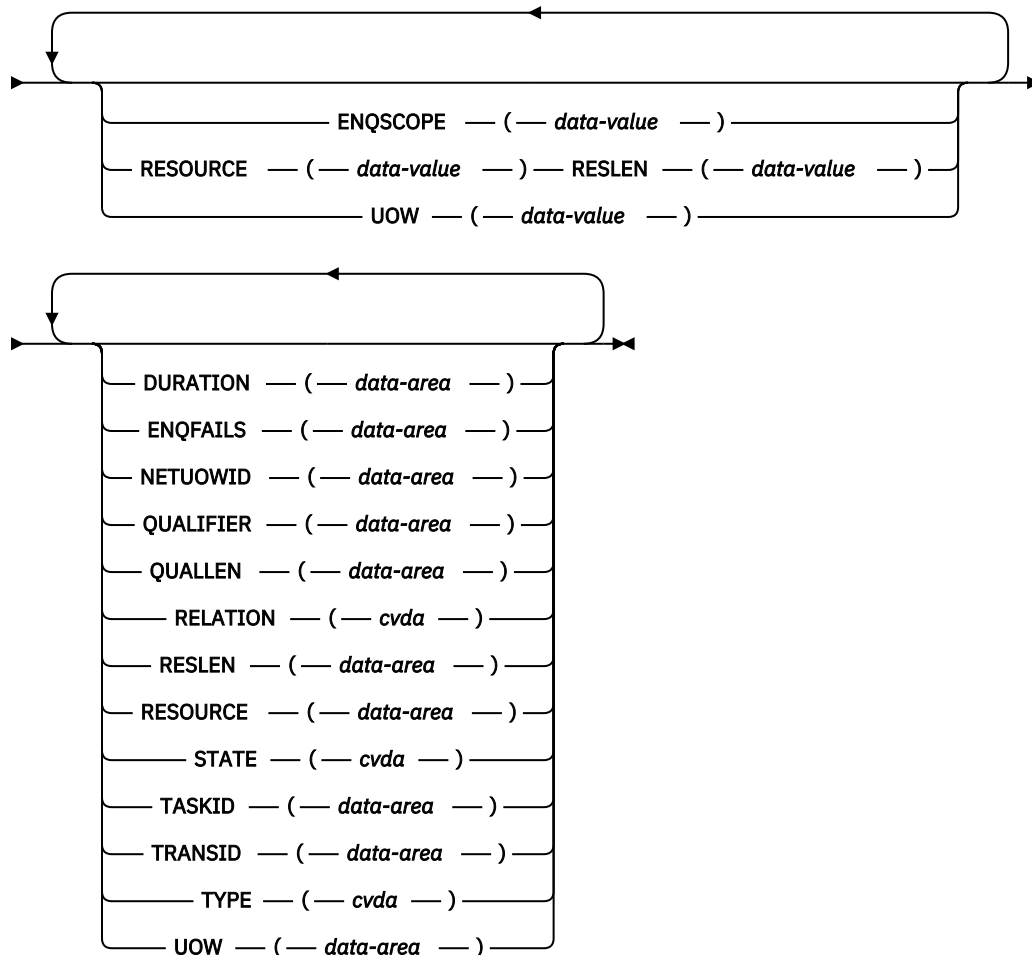 ENQSCOPE ( data-value )
RESOURCE ( data-value ) RESLEN ( data-value )
UOW ( data-value )
DURATION ( data-area )
ENQFAILS ( data-area )
NETUOWID ( data-area )
QUALIFIER ( data-area )
QUALLEN ( data-area )
RELATION ( cvda )
RESLEN ( data-area )
RESOURCE ( data-area )
STATE ( cvda )
TASKID ( data-area )
TRANSID ( data-area )
TYPE ( cvda )
UOW ( data-area )